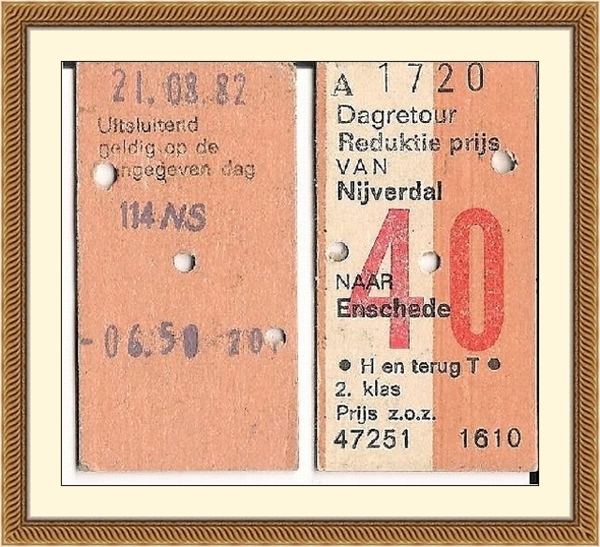 21.08.82
Uitsluitend
geldig op de
angegeven dag
114 NS
-06.50
A 1720
Dagretour
Reduktie prijs
VAN
Nijverdal
40
NAAR
Enschede
• H en terug T •
2. klas
Prijs z.o.z.
47251 1610